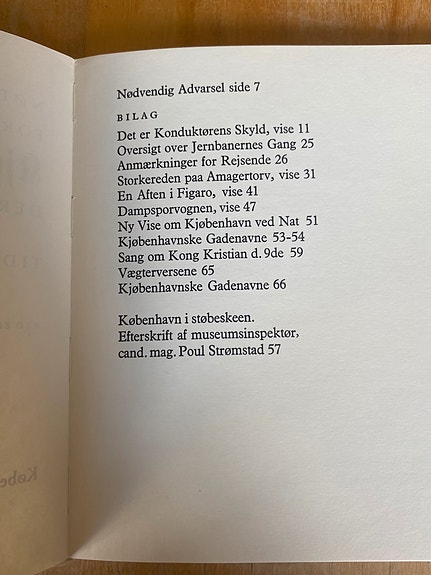 Nødvendig Advarsel side 7
BILAG
Det er Konduktørens Skyld, vise 11
Oversigt over Jernbanernes Gang 25
Anmærkninger for Rejsende 26
Storkereden paa Amagertorv, vise 31
En Aften i Figaro, vise 41
Dampsporvognen, vise 47
Ny Vise om Kjøbenhavn ved Nat 51
Kjøbenhavnske Gadenavne 53-54
Sang om Kong Kristian d. 9de 59
Vægterversene 65
Kjøbenhavnske Gadenavne 66
København i støbeskeen.
Efterskrift af museumsinspektør,
cand. mag. Poul Strømstad 57